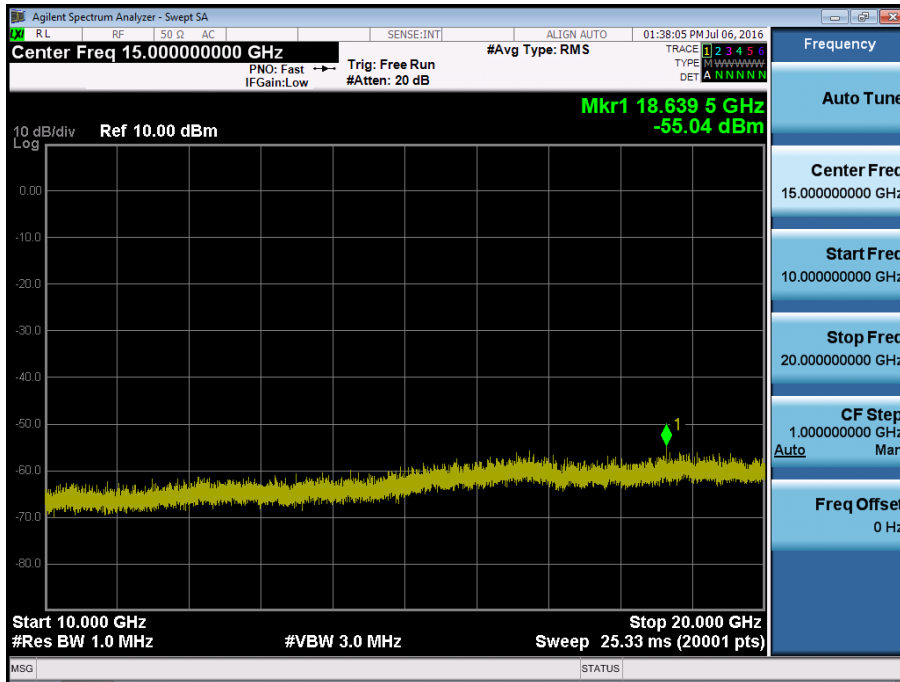 Agilent Spectrum Analyzer - Swept SA
LXI RL RF 50 Ω AC SENSE:INT ALIGN AUTO 01:38:05 PM Jul 06, 2016
Center Freq 15.000000000 GHz
#Avg Type: RMS
TRACE 1 2 3 4 5 6
PNO: Fast
Trig: Free Run
TYPE M WWWWW
IFGain:Low
#Atten: 20 dB
DET A N N N N N
Frequency
Mkr1 18.639 5 GHz
-55.04 dBm
10 dB/div Ref 10.00 dBm
Log
0.00
-10.0
-20.0
-30.0
-40.0
-50.0
-60.0
-70.0
-80.0
1
Start 10.000 GHz
Stop 20.000 GHz
#Res BW 1.0 MHz
#VBW 3.0 MHz
Sweep 25.33 ms (20001 pts)
Auto Tune
Center Freq
15.000000000 GHz
Start Freq
10.000000000 GHz
Stop Freq
20.000000000 GHz
CF Step
1.000000000 GHz
Auto Man
Freq Offset
0 Hz
MSG STATUS